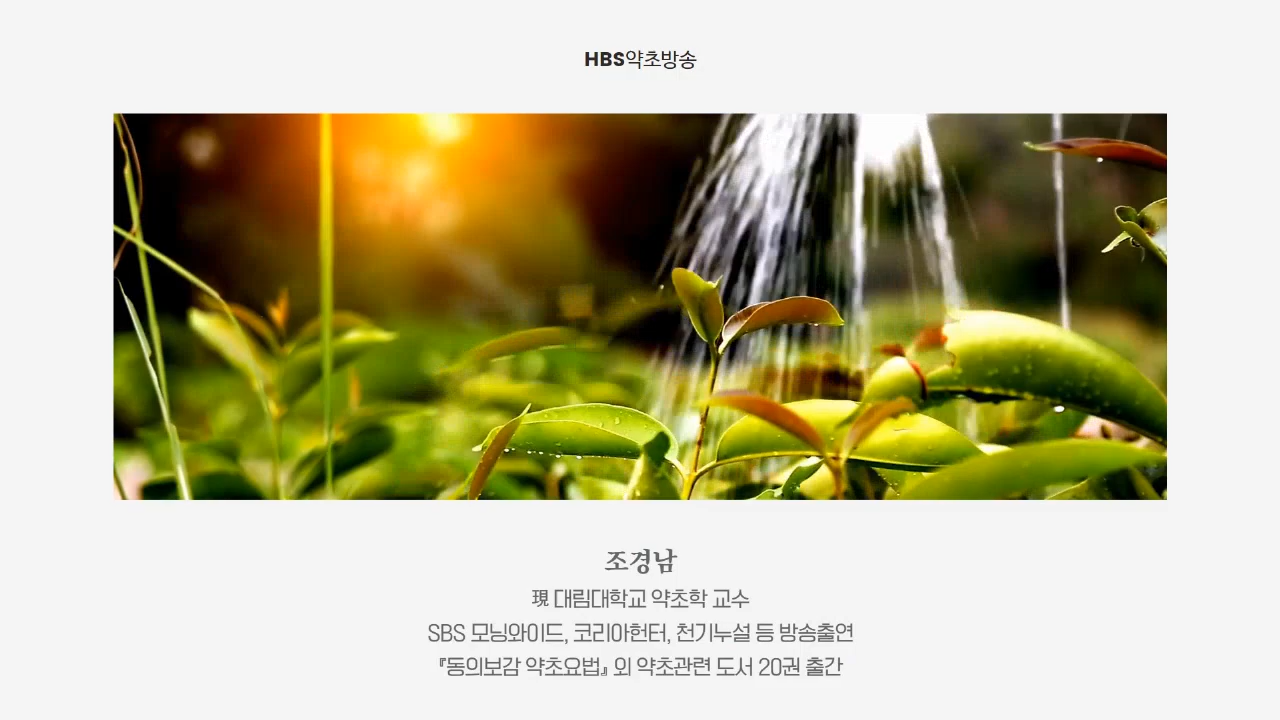 HBS약초방송
조경남
現 대림대학교 약초학 교수
SBS 모닝와이드, 코리아헌터, 천기누설 등 방송출연
『동의보감 약초요법』 외 약초관련 도서 20권 출간